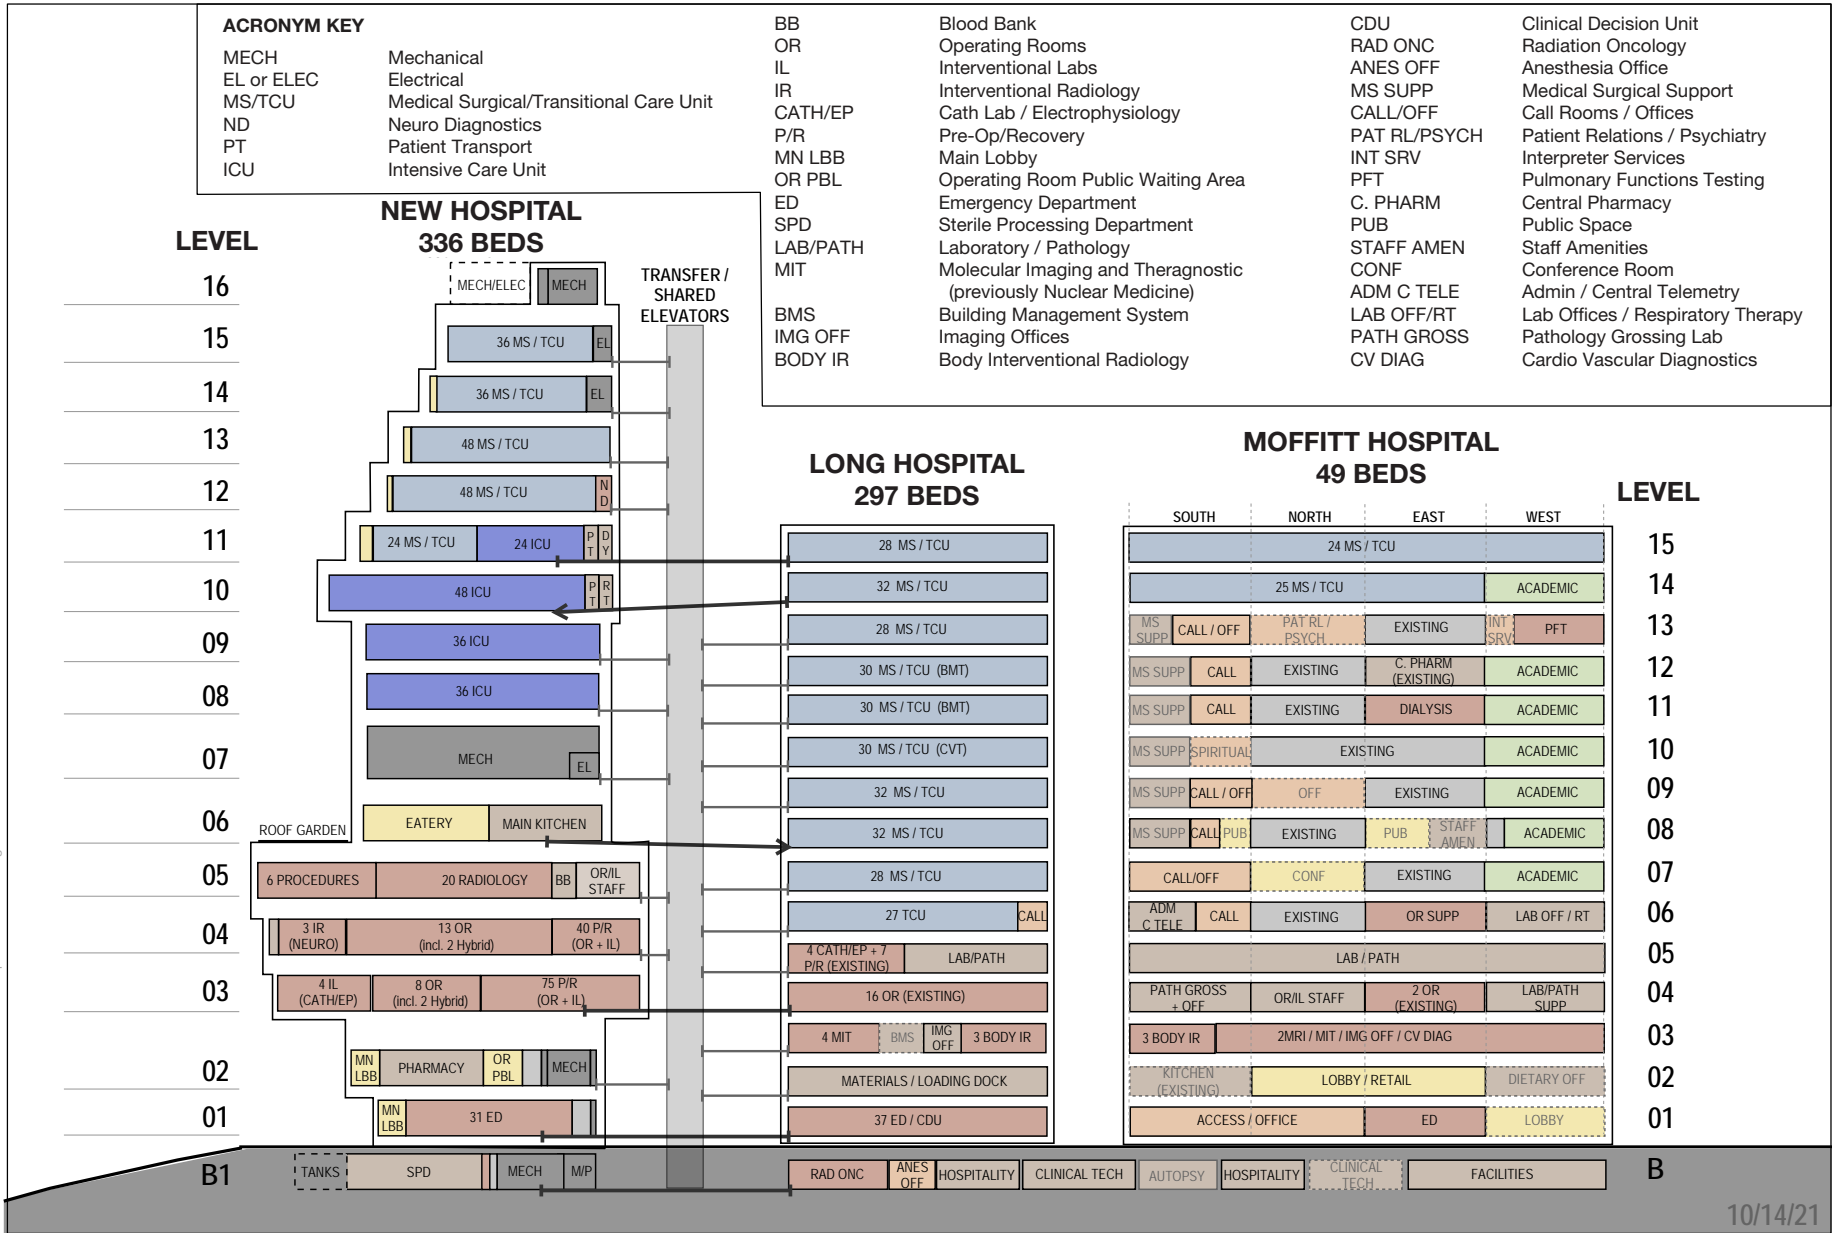 ACRONYM KEY
MECH Mechanical
EL or ELEC Electrical
MS/TCU Medical Surgical/Transitional Care Unit
ND Neuro Diagnostics
PT Patient Transport
ICU Intensive Care Unit
BB Blood Bank
OR Operating Rooms
IL Interventional Labs
IR Interventional Radiology
CATH/EP Cath Lab / Electrophysiology
P/R Pre-Op/Recovery
MN LBB Main Lobby
OR PBL Operating Room Public Waiting Area
ED Emergency Department
SPD Sterile Processing Department
LAB/PATH Laboratory / Pathology
MIT Molecular Imaging and Theragnostic
(previously Nuclear Medicine)
BMS Building Management System
IMG OFF Imaging Offices
BODY IR Body Interventional Radiology
CDU Clinical Decision Unit
RAD ONC Radiation Oncology
ANES OFF Anesthesia Office
MS SUPP Medical Surgical Support
CALL/OFF Call Rooms / Offices
PAT RL/PSYCH Patient Relations / Psychiatry
INT SRV Interpreter Services
PFT Pulmonary Functions Testing
C. PHARM Central Pharmacy
PUB Public Space
STAFF AMEN Staff Amenities
CONF Conference Room
ADM C TELE Admin / Central Telemetry
LAB OFF/RT Lab Offices / Respiratory Therapy
PATH GROSS Pathology Grossing Lab
CV DIAG Cardio Vascular Diagnostics
LEVEL
NEW HOSPITAL
336 BEDS
TRANSFER /
SHARED
ELEVATORS
16 MECH/ELEC MECH
15 36 MS / TCU EL
14 36 MS / TCU EL
13 48 MS / TCU
12 48 MS / TCU N
D
11 24 MS / TCU 24 ICU P
T D
Y
10 48 ICU P
T R
T
09 36 ICU
08 36 ICU
07 MECH EL
06 EATERY MAIN KITCHEN
ROOF GARDEN
05 6 PROCEDURES 20 RADIOLOGY BB OR/IL
STAFF
04 3 IR
(NEURO) 13 OR
(incl. 2 Hybrid) 40 P/R
(OR + IL)
03 4 IL
(CATH/EP) 8 OR
(incl. 2 Hybrid) 75 P/R
(OR + IL)
02 MN
LBB PHARMACY OR
PBL MECH
01 MN
LBB 31 ED
B1 TANKS SPD MECH M/P
LONG HOSPITAL
297 BEDS
28 MS / TCU
32 MS / TCU
28 MS / TCU
30 MS / TCU (BMT)
30 MS / TCU (BMT)
30 MS / TCU (CVT)
32 MS / TCU
32 MS / TCU
28 MS / TCU
27 TCU CALL
4 CATH/EP + 7
P/R (EXISTING) LAB/PATH
16 OR (EXISTING)
4 MIT BMS IMG
OFF 3 BODY IR
MATERIALS / LOADING DOCK
37 ED / CDU
MOFFITT HOSPITAL
49 BEDS
LEVEL
SOUTH NORTH EAST WEST
24 MS / TCU 15
25 MS / TCU ACADEMIC 14
MS
SUPP CALL / OFF PAT RL /
PSYCH EXISTING INT
SRV PFT 13
MS SUPP CALL EXISTING C. PHARM
(EXISTING) ACADEMIC 12
MS SUPP CALL EXISTING DIALYSIS ACADEMIC 11
MS SUPP SPIRITUAL EXISTING ACADEMIC 10
MS SUPP CALL / OFF OFF EXISTING ACADEMIC 09
MS SUPP CALL PUB EXISTING PUB STAFF
AMEN ACADEMIC 08
CALL/OFF CONF EXISTING ACADEMIC 07
ADM
C TELE CALL EXISTING OR SUPP LAB OFF / RT 06
LAB / PATH 05
PATH GROSS
+ OFF OR/IL STAFF 2 OR
(EXISTING) LAB/PATH
SUPP 04
3 BODY IR 2MRI / MIT / IMG OFF / CV DIAG 03
KITCHEN
(EXISTING) LOBBY / RETAIL DIETARY OFF 02
ACCESS / OFFICE ED LOBBY 01
RAD ONC ANES
OFF HOSPITALITY CLINICAL TECH AUTOPSY HOSPITALITY CLINICAL
TECH FACILITIES B
10/14/21